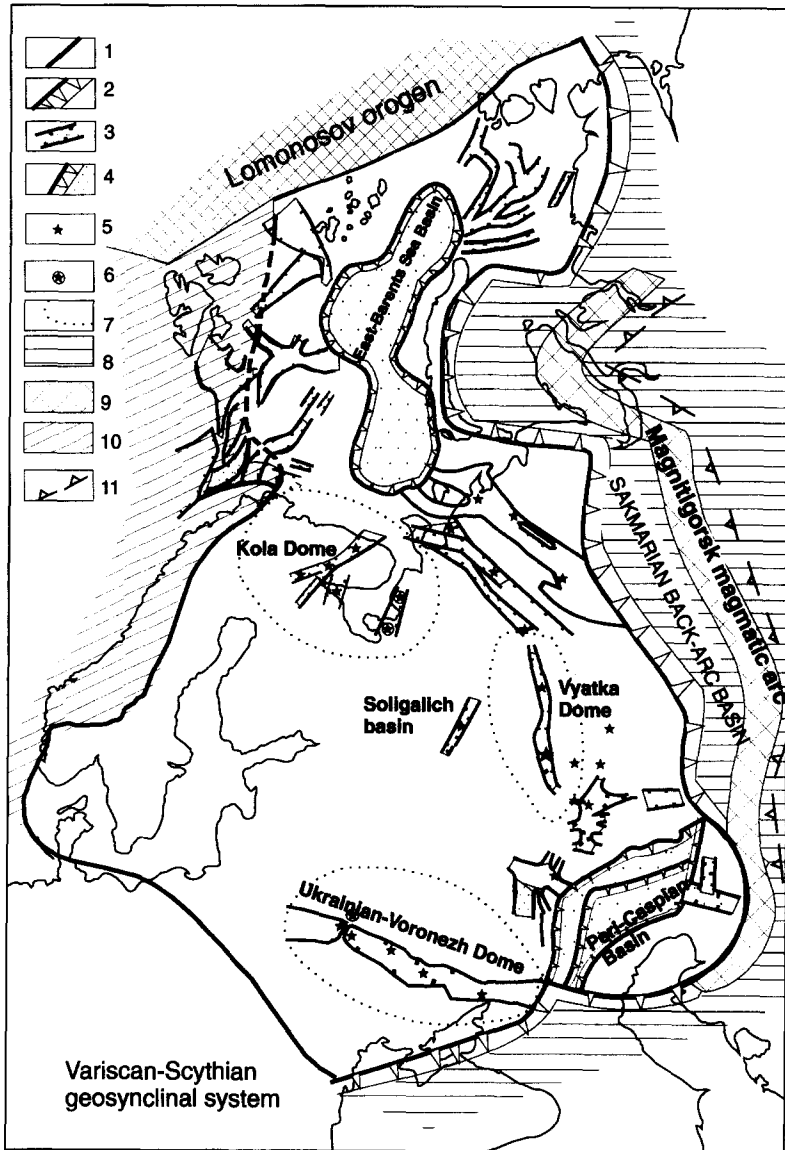 1
2
3
4
5
6
7
8
9
10
11
Lomonosov orogen
East-Barents Sea Basin
Kola Dome
Magnitigorsk magmatic arc
SAKMARIAN BACK-ARC BASIN
Soligalich
basin
Vyatka
Dome
Ukrainian-Voronezh Dome
Peri-Caspian
Basin
Variscan-Scythian
geosynclinal system